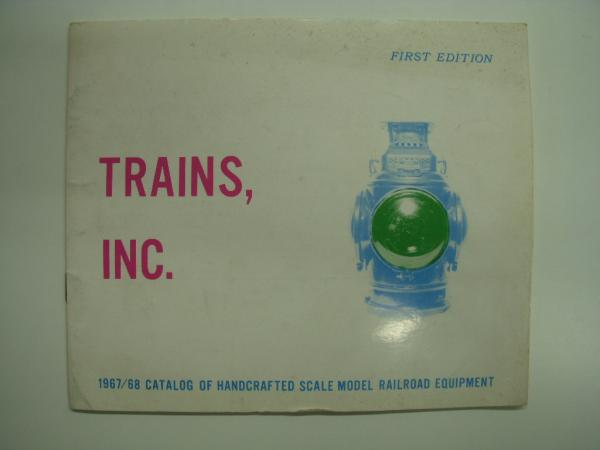 FIRST EDITION
TRAINS,
INC.
1967/68 CATALOG OF HANDCRAFTED SCALE MODEL RAILROAD EQUIPMENT